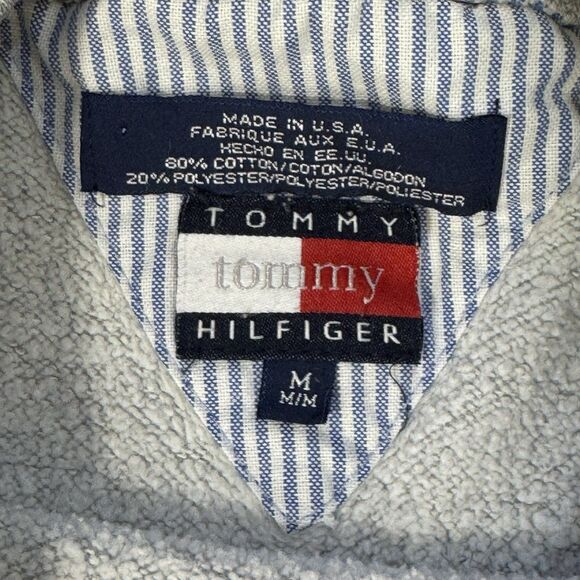 MADE IN U.S.A.
FABRIQUE AUX E.U.A.
HECHO EN EE.UU.
80% COTTON/COTON/ALGODON
20% POLYESTER/POLYESTER/POLIESTER
TOMMY
tommy
HILFIGER
M
M/M